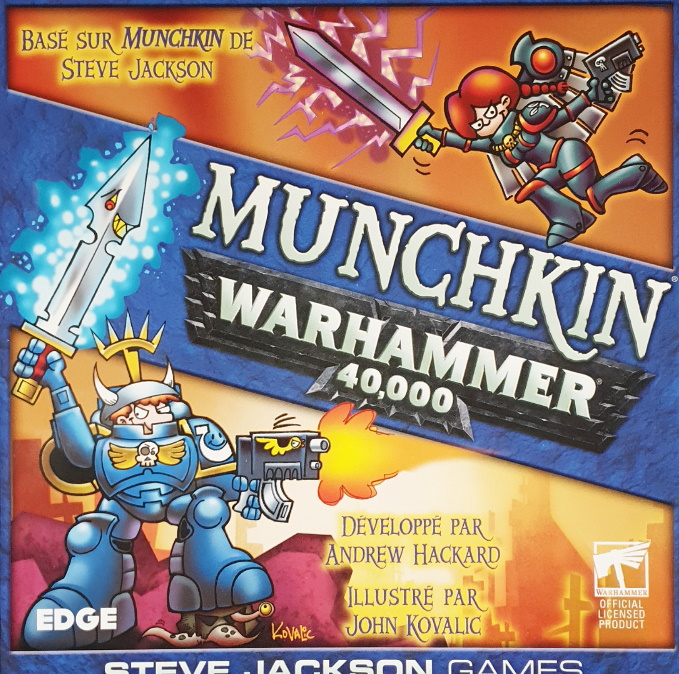 BASÉ SUR MUNCHKIN DE
STEVE JACKSON
MUNCHKIN®
WARHAMMER®
40,000
DÉVELOPPÉ PAR
ANDREW HACKARD
ILLUSTRÉ PAR
JOHN KOVALIC
KOVALIC
EDGE
WARHAMMER
OFFICIAL
LICENSED
PRODUCT
STEVE JACKSON GAMES